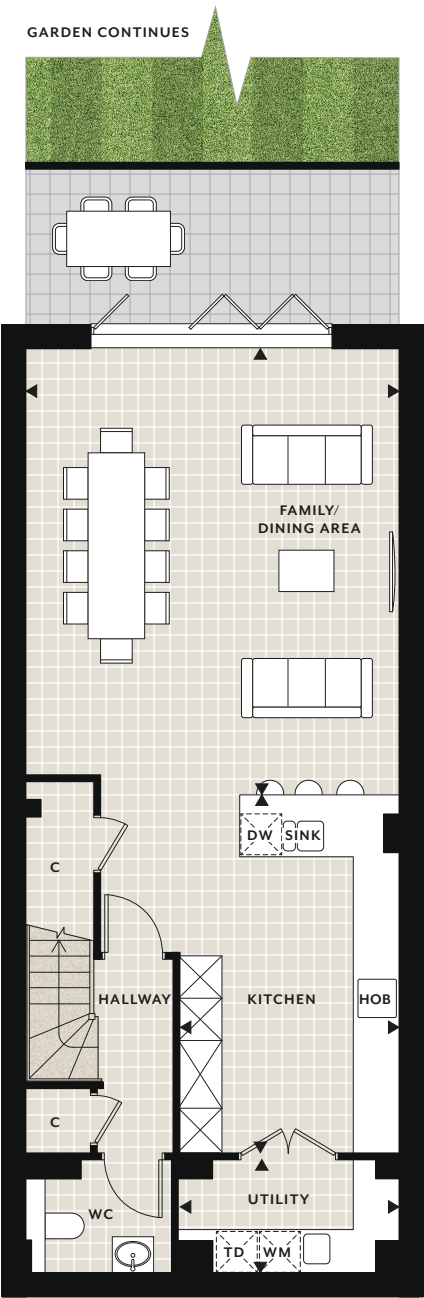 GARDEN CONTINUES
FAMILY/
DINING AREA
DW
SINK
C
HALLWAY
KITCHEN
HOB
C
UTILITY
WC
TD
WM